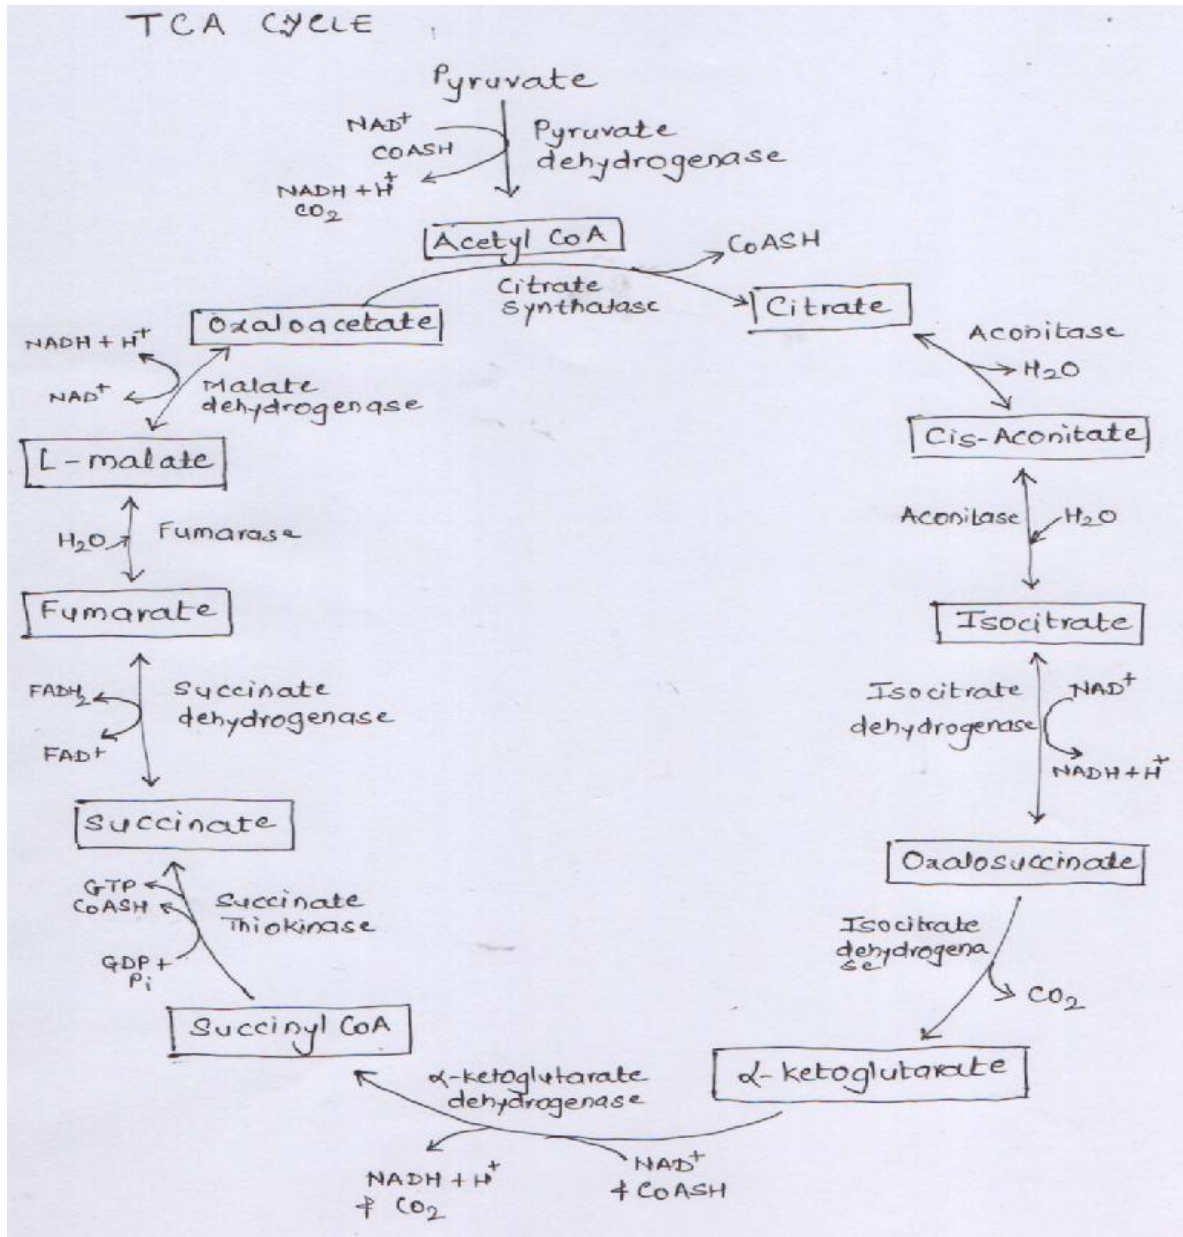 TCA CYCLE
Pyruvate
NAD+
COASH
NADH + H+
CO2
Pyruvate
dehydrogenase
Acetyl CoA
COASH
Citrate
Synthatase
Citrate
Oxaloacetate
Aconitase
H2O
NADH + H+
NAD+
Malate
dehydrogenase
Cis-Aconitate
L-malate
Aconitase
H2O
H2O
Fumarase
Fumarate
Isocitrate
Isocitrate
dehydrogenase
NAD+
NADH + H+
FADH2
FAD+
Succinate
dehydrogenase
Succinate
Oxalosuccinate
GTP
COASH
GDP +
Pi
Succinate
Thiokinase
Isocitrate
dehydrogena
se
CO2
Succinyl CoA
α-ketoglutarate
α-ketoglutarate
dehydrogenase
NADH + H+
& CO2
NAD+
& COASH